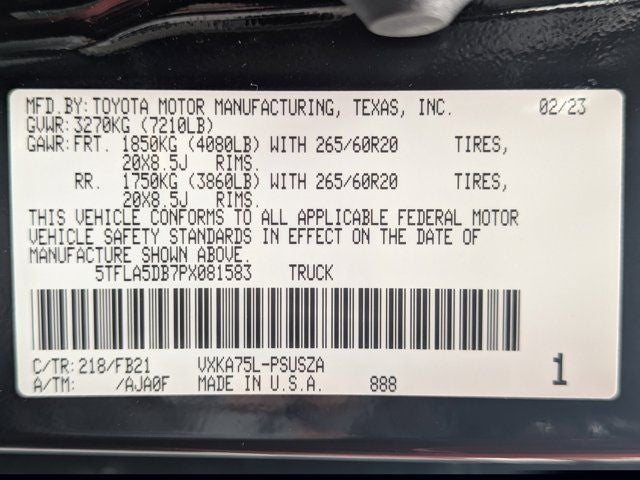 MFD.BY: TOYOTA MOTOR MANUFACTURING, TEXAS, INC. 02/23
GVWR: 3270KG (7210LB)
GAWR: FRT. 1850KG (4080LB) WITH 265/60R20 TIRES,
20X8.5J RIMS.
RR. 1750KG (3860LB) WITH 265/60R20 TIRES,
20X8.5J RIMS.
THIS VEHICLE CONFORMS TO ALL APPLICABLE FEDERAL MOTOR
VEHICLE SAFETY STANDARDS IN EFFECT ON THE DATE OF
MANUFACTURE SHOWN ABOVE.
5TFLA5DB7PX081583 TRUCK
C/TR: 218/FB21 VXKA75L-PSUSZA
A/TM: /AJA0F MADE IN U.S.A. 888 1